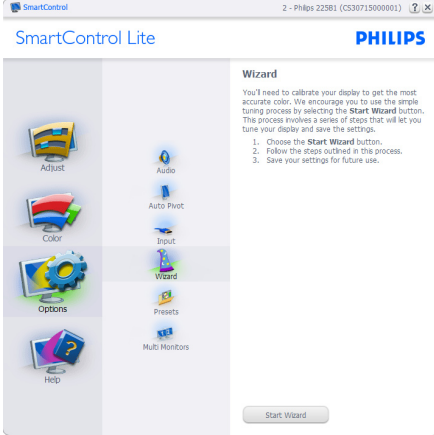 SmartControl
2 - Philips 225B1 (CS30715000001)
SmartControl Lite
PHILIPS
Adjust
Color
Options
Help
Audio
Auto Pivot
Input
Wizard
Presets
Multi Monitors
Wizard
You'll need to calibrate your display to get the most
accurate color. We encourage you to use the simple
tuning process by selecting the Start Wizard button.
This process involves a series of steps that will let you
tune your display and save the settings.
1. Choose the Start Wizard button.
2. Follow the steps outlined in this process.
3. Save your settings for future use.
Start Wizard